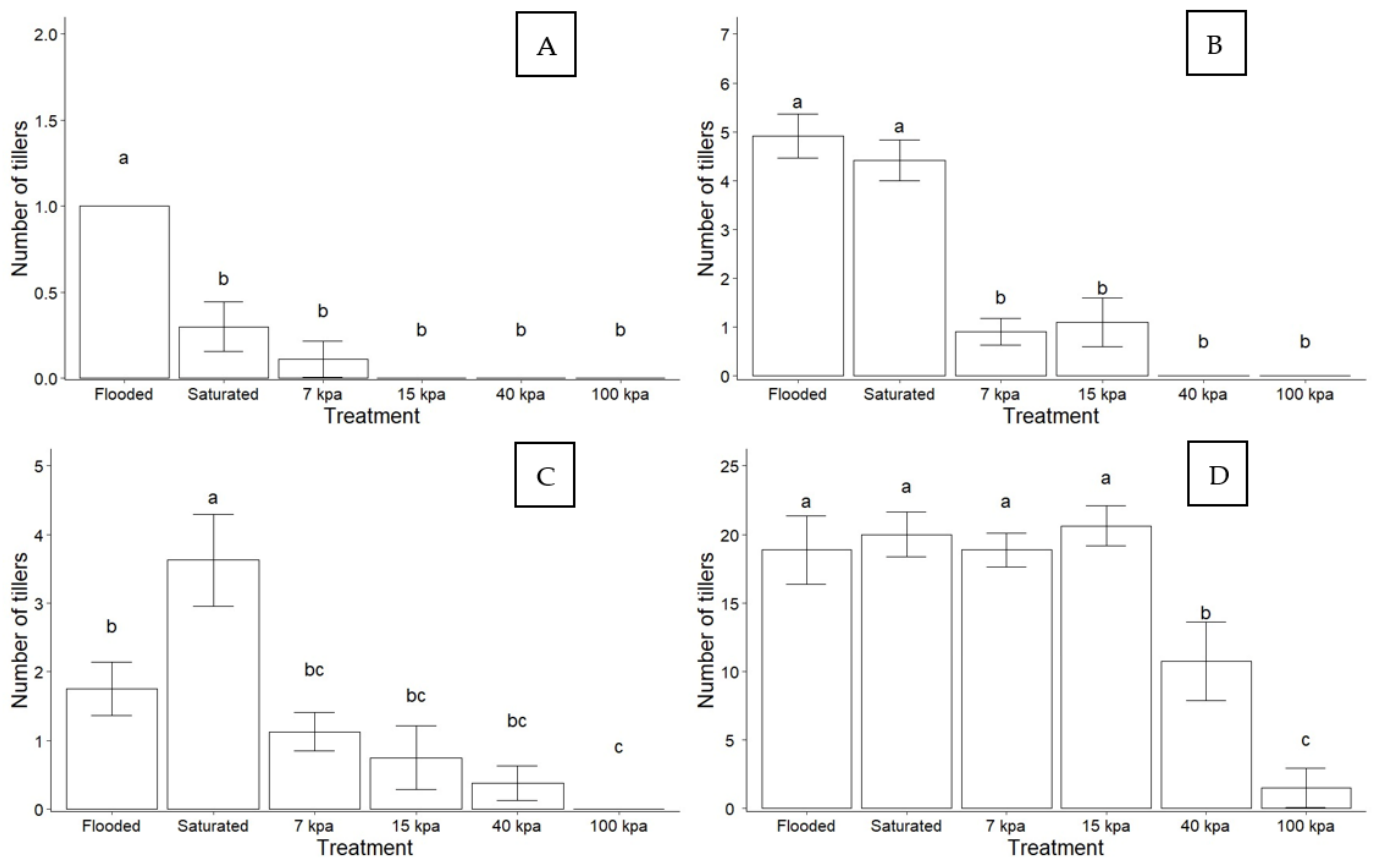 A
Number of tillers
2.0
1.5
1.0
0.5
0.0
a
b
b
b
b
b
Flooded Saturated 7 kpa 15 kpa 40 kpa 100 kpa
Treatment
B
Number of tillers
7
6
5
4
3
2
1
0
a
a
b
b
b
b
Flooded Saturated 7 kpa 15 kpa 40 kpa 100 kpa
Treatment
C
Number of tillers
5
4
3
2
1
0
b
a
bc
bc
bc
c
Flooded Saturated 7 kpa 15 kpa 40 kpa 100 kpa
Treatment
D
Number of tillers
25
20
15
10
5
0
a
a
a
a
b
c
Flooded Saturated 7 kpa 15 kpa 40 kpa 100 kpa
Treatment